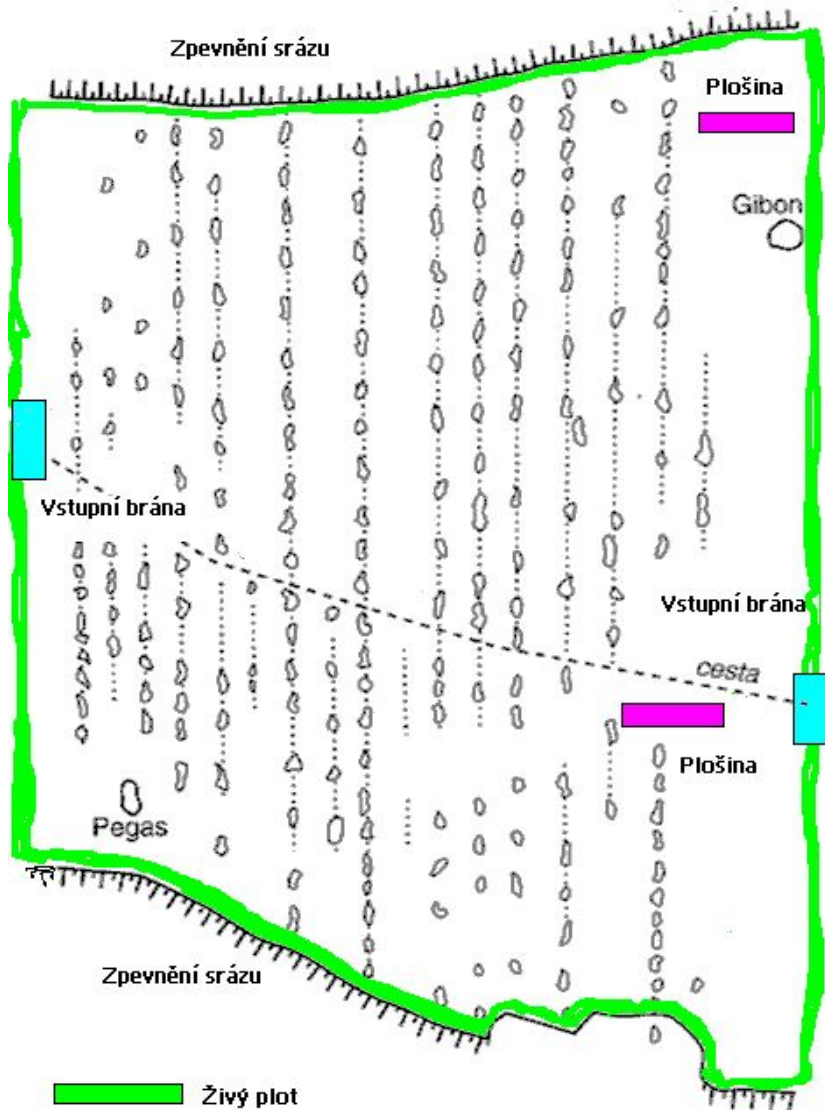 Zpevnění srázu
Plošina
Gibon
Vstupní brána
Vstupní brána
cesta
Plošina
Pegas
Zpevnění srázu
Živý plot